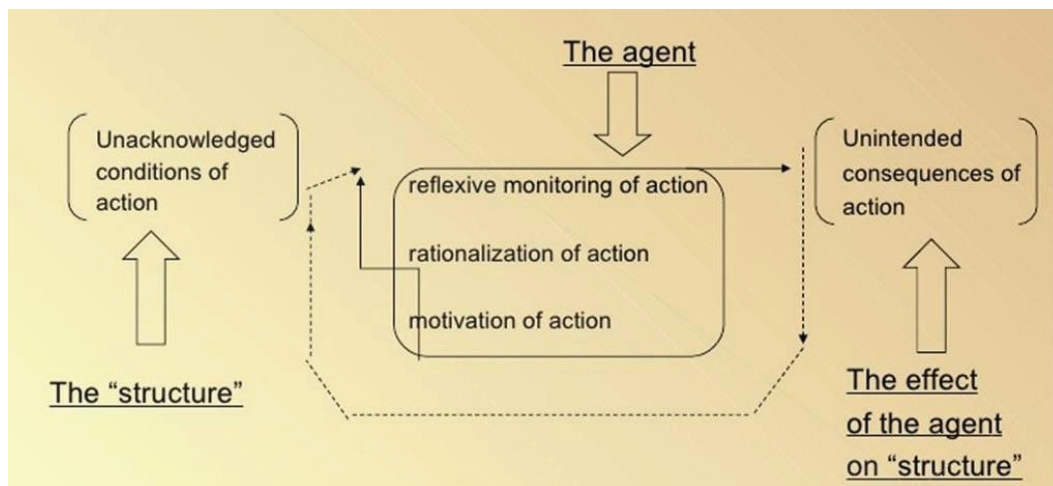 The agent
Unacknowledged
conditions of
action
reflexive monitoring of action
rationalization of action
motivation of action
Unintended
consequences of
action
The “structure”
The effect
of the agent
on “structure”